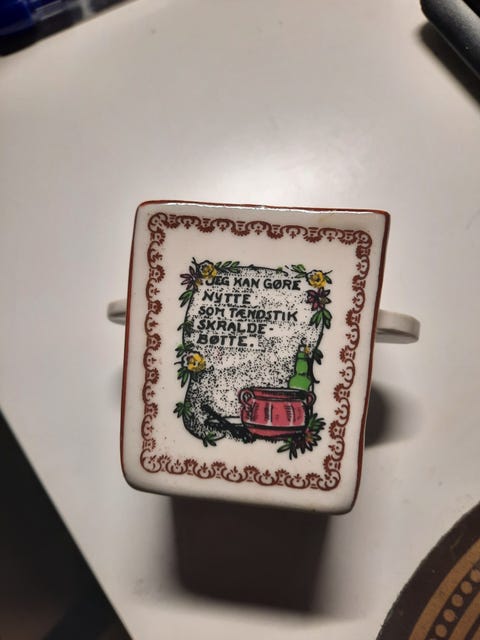 JEG KAN GØRE
NYTTE
SOM TÆNDSTIK
SKRALDE-
BØTTE.